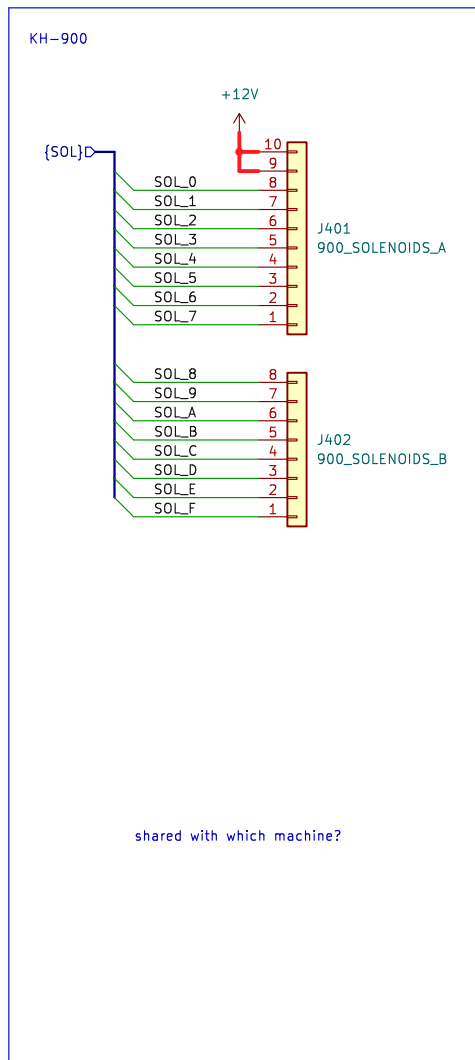 KH-900
+12V
{SOL}
10
9
SOL_0 8
SOL_1 7
SOL_2 6
SOL_3 5
SOL_4 4
SOL_5 3
SOL_6 2
SOL_7 1
J401
900_SOLENOIDS_A
SOL_8 8
SOL_9 7
SOL_A 6
SOL_B 5
SOL_C 4
SOL_D 3
SOL_E 2
SOL_F 1
J402
900_SOLENOIDS_B
shared with which machine?